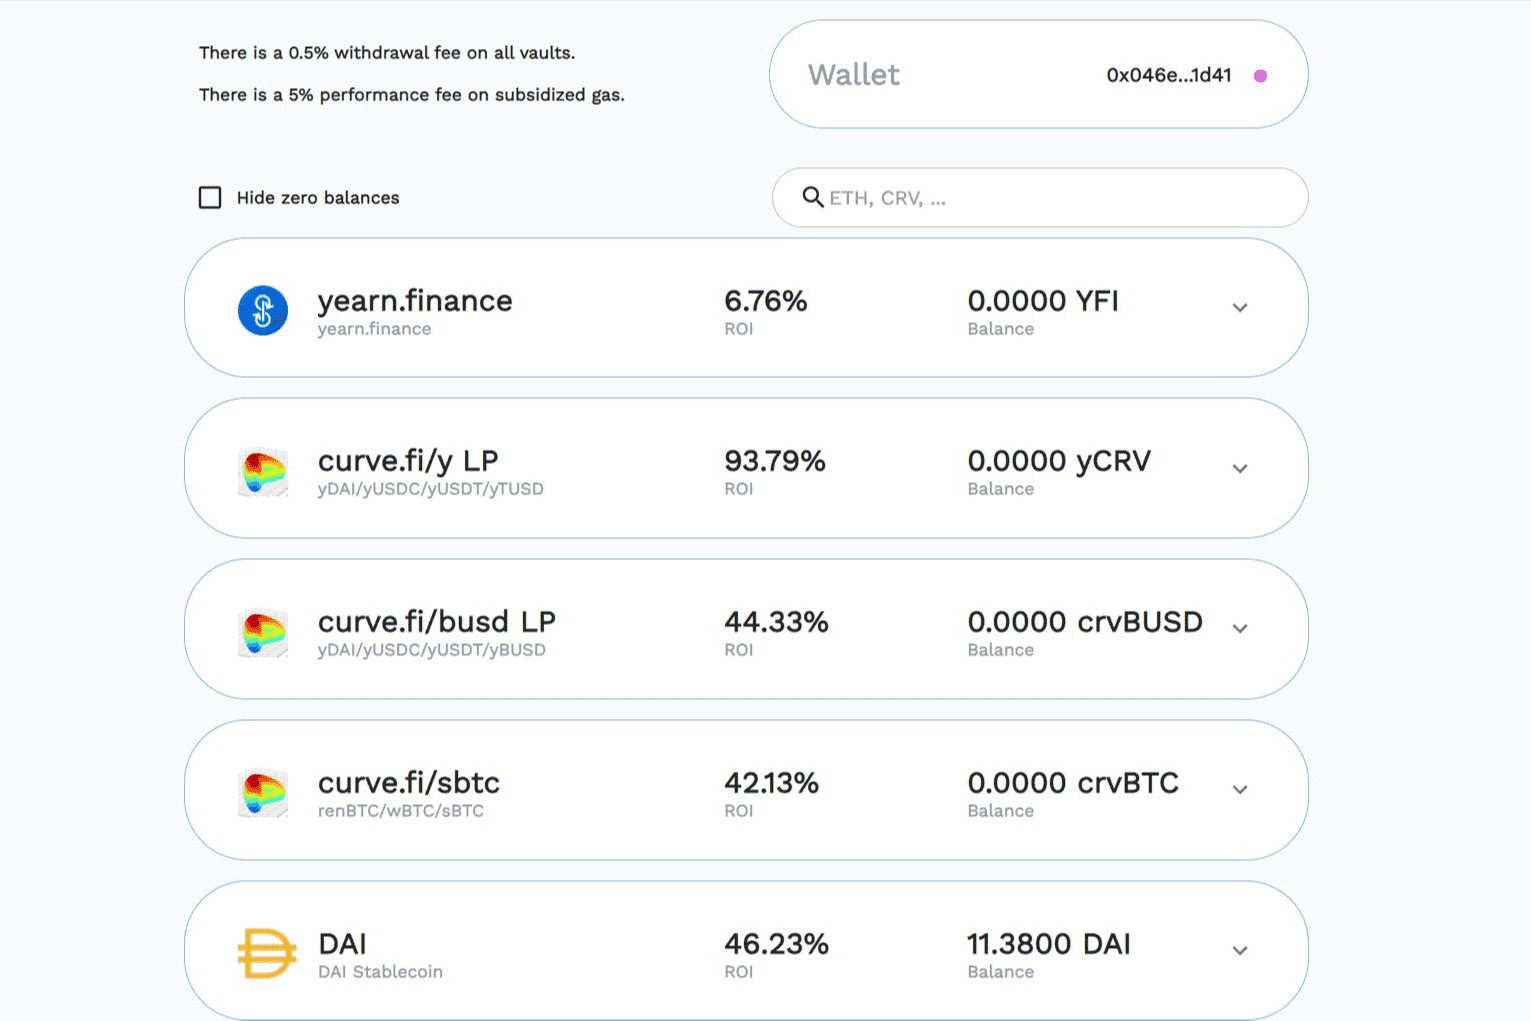 There is a 0.5% withdrawal fee on all vaults.
There is a 5% performance fee on subsidized gas.
Wallet 0x046e...1d41
Hide zero balances
ETH, CRV, ...
yearn.finance 6.76% 0.0000 YFI
yearn.finance ROI Balance
curve.fi/y LP 93.79% 0.0000 yCRV
yDAI/yUSDC/yUSDT/yTUSD ROI Balance
curve.fi/busd LP 44.33% 0.0000 crvBUSD
yDAI/yUSDC/yUSDT/yBUSD ROI Balance
curve.fi/sbtc 42.13% 0.0000 crvBTC
renBTC/wBTC/sBTC ROI Balance
DAI 46.23% 11.3800 DAI
DAI Stablecoin ROI Balance